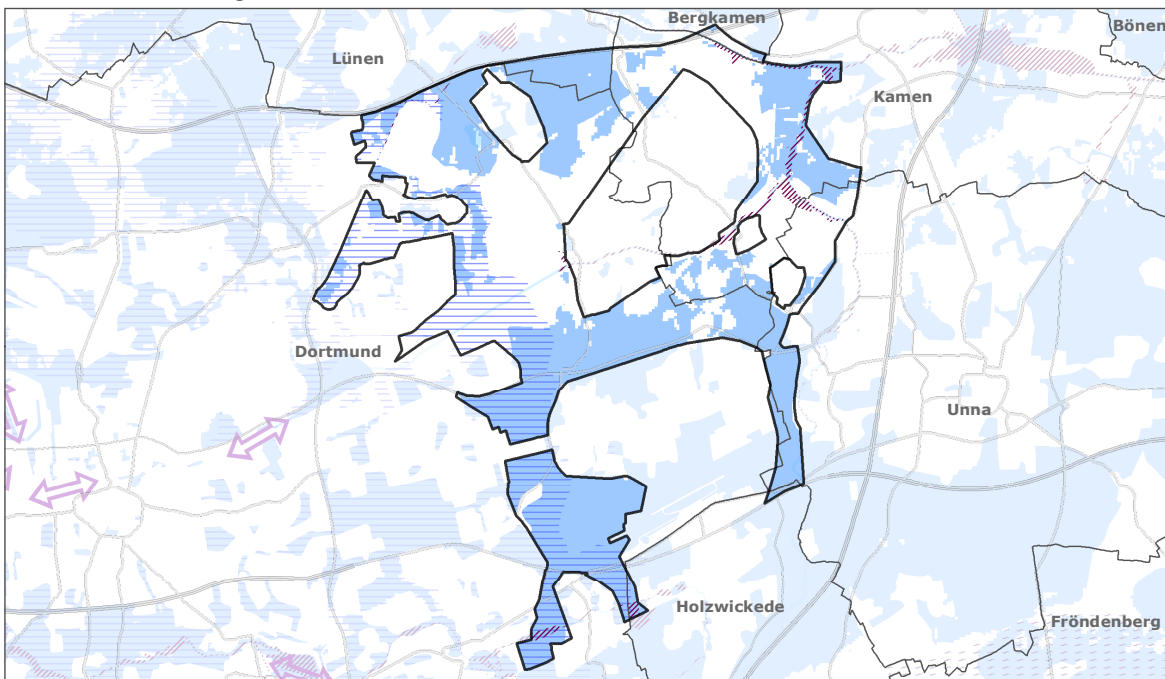 Bergkamen
Bönen
Lünen
Kamen
Dortmund
Unna
Holzwickede
Fröndenberg